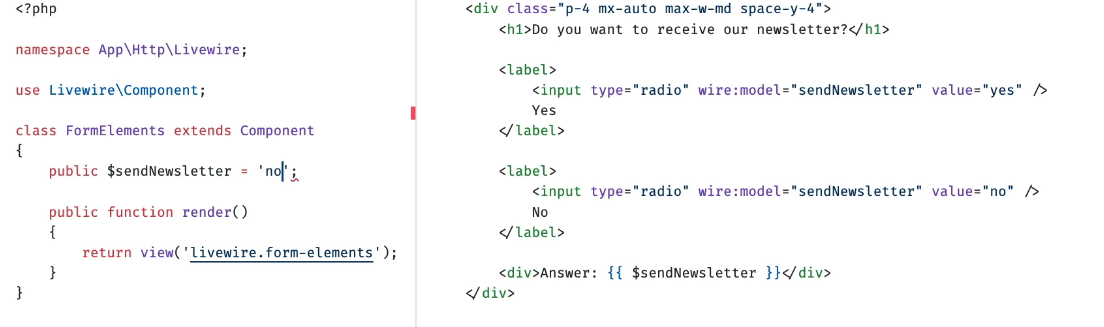 <?php
namespace App\Http\Livewire;
use Livewire\Component;
class FormElements extends Component
{
    public $sendNewsletter = 'no';
    public function render()
    {
        return view('livewire.form-elements');
    }
}
<div class="p-4 mx-auto max-w-md space-y-4">
    <h1>Do you want to receive our newsletter?</h1>
    <label>
        <input type="radio" wire:model="sendNewsletter" value="yes" />
        Yes
    </label>
    <label>
        <input type="radio" wire:model="sendNewsletter" value="no" />
        No
    </label>
    <div>Answer: {{ $sendNewsletter }}</div>
</div>